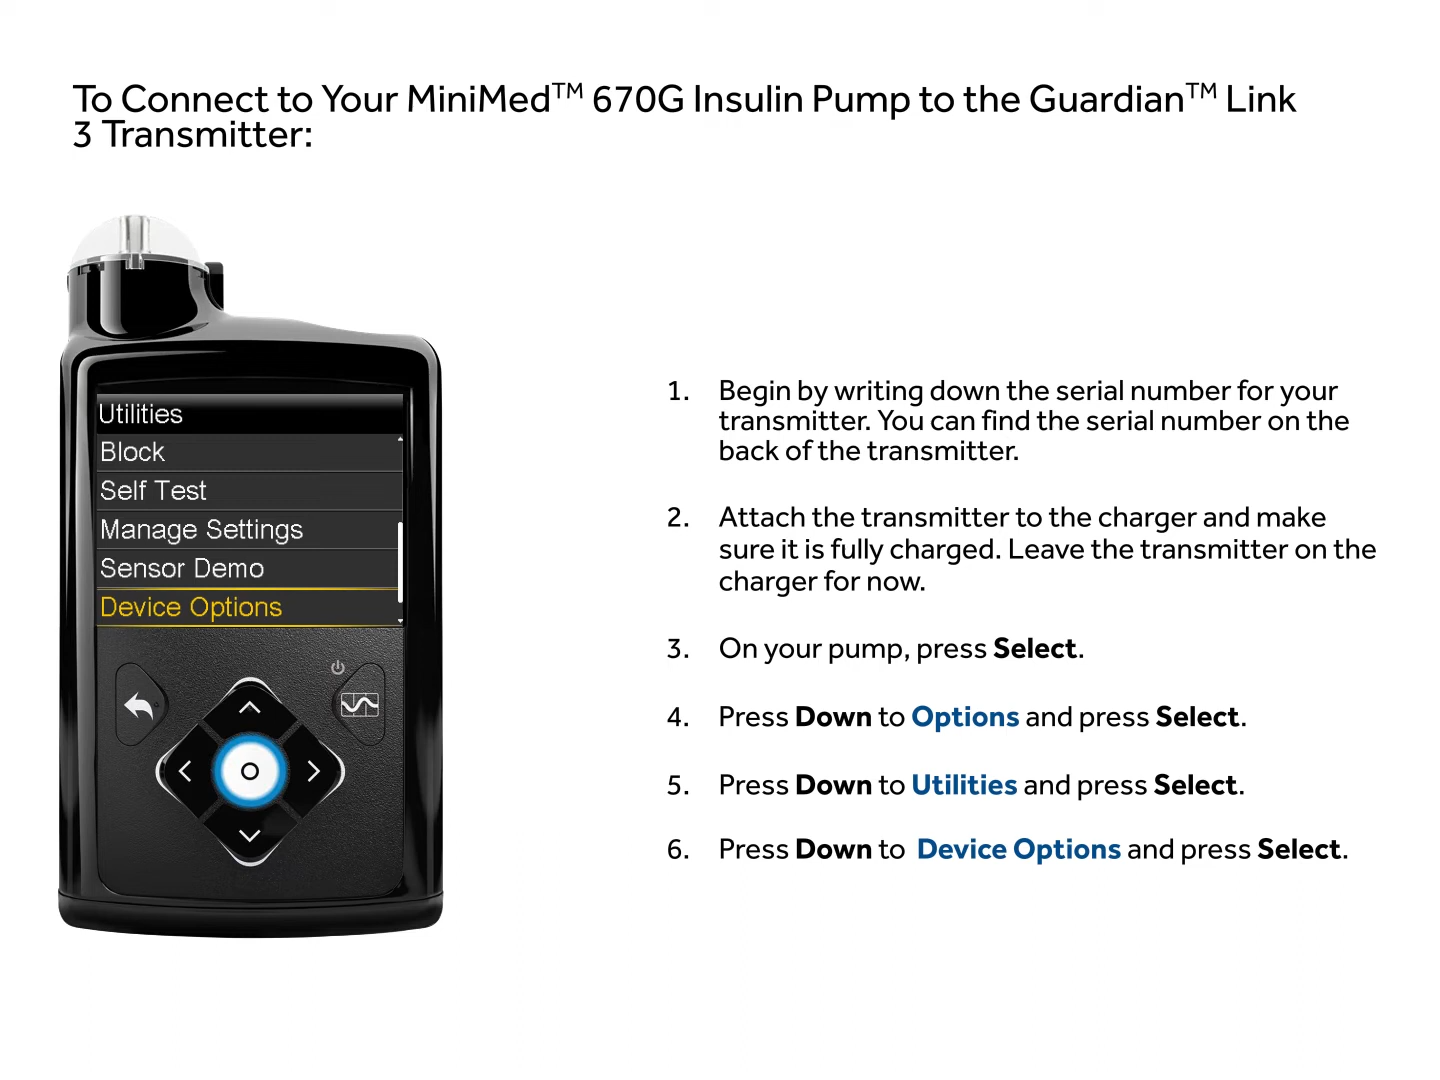 To Connect to Your MiniMed™ 670G Insulin Pump to the Guardian™ Link
3 Transmitter:
Utilities
Block
Self Test
Manage Settings
Sensor Demo
Device Options
1. Begin by writing down the serial number for your
transmitter. You can find the serial number on the
back of the transmitter.
2. Attach the transmitter to the charger and make
sure it is fully charged. Leave the transmitter on the
charger for now.
3. On your pump, press Select.
4. Press Down to Options and press Select.
5. Press Down to Utilities and press Select.
6. Press Down to Device Options and press Select.